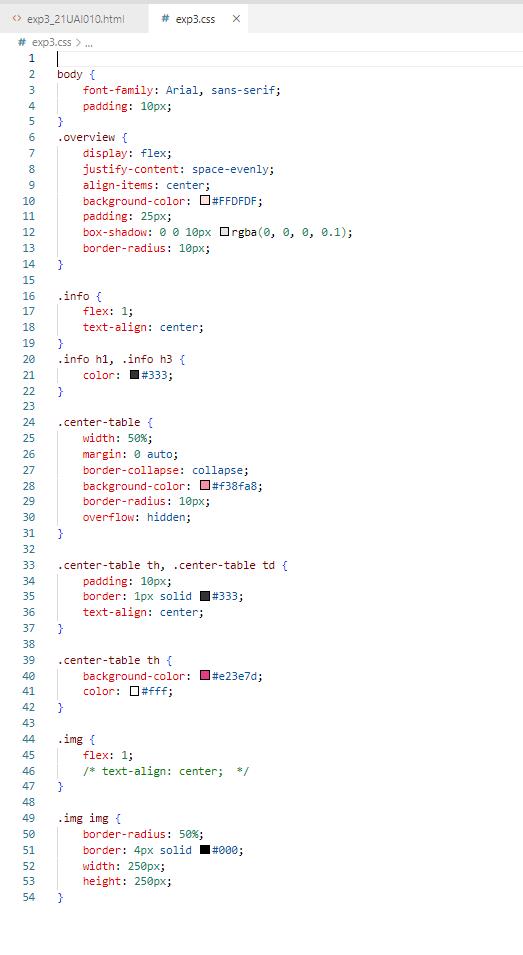 <> exp3_21UAI010.html # exp3.css ×
# exp3.css > ...
1
2 body {
3 font-family: Arial, sans-serif;
4 padding: 10px;
5 }
6 .overview {
7 display: flex;
8 justify-content: space-evenly;
9 align-items: center;
10 background-color: #FFDFDF;
11 padding: 25px;
12 box-shadow: 0 0 10px rgba(0, 0, 0, 0.1);
13 border-radius: 10px;
14 }
15
16 .info {
17 flex: 1;
18 text-align: center;
19 }
20 .info h1, .info h3 {
21 color: #333;
22 }
23
24 .center-table {
25 width: 50%;
26 margin: 0 auto;
27 border-collapse: collapse;
28 background-color: #f38fa8;
29 border-radius: 10px;
30 overflow: hidden;
31 }
32
33 .center-table th, .center-table td {
34 padding: 10px;
35 border: 1px solid #333;
36 text-align: center;
37 }
38
39 .center-table th {
40 background-color: #e23e7d;
41 color: #fff;
42 }
43
44 .img {
45 flex: 1;
46 /* text-align: center;  */
47 }
48
49 .img img {
50 border-radius: 50%;
51 border: 4px solid #000;
52 width: 250px;
53 height: 250px;
54 }